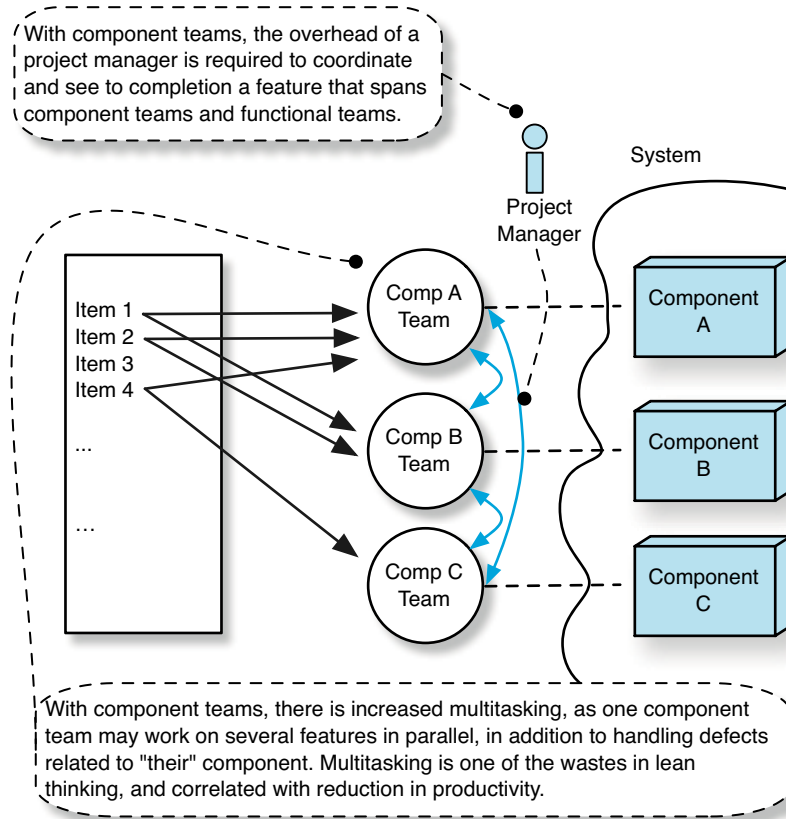 With component teams, the overhead of a
project manager is required to coordinate
and see to completion a feature that spans
component teams and functional teams.
System
Project
Manager
Item 1
Item 2
Item 3
Item 4
...
...
Comp A
Team
Comp B
Team
Comp C
Team
Component
A
Component
B
Component
C
With component teams, there is increased multitasking, as one component
team may work on several features in parallel, in addition to handling defects
related to "their" component. Multitasking is one of the wastes in lean
thinking, and correlated with reduction in productivity.